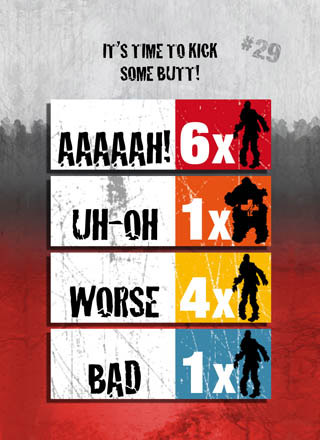 IT'S TIME TO KICK
SOME BUTT!
#29
AAAAAH! 6x
UH-OH 1x
WORSE 4x
BAD 1x